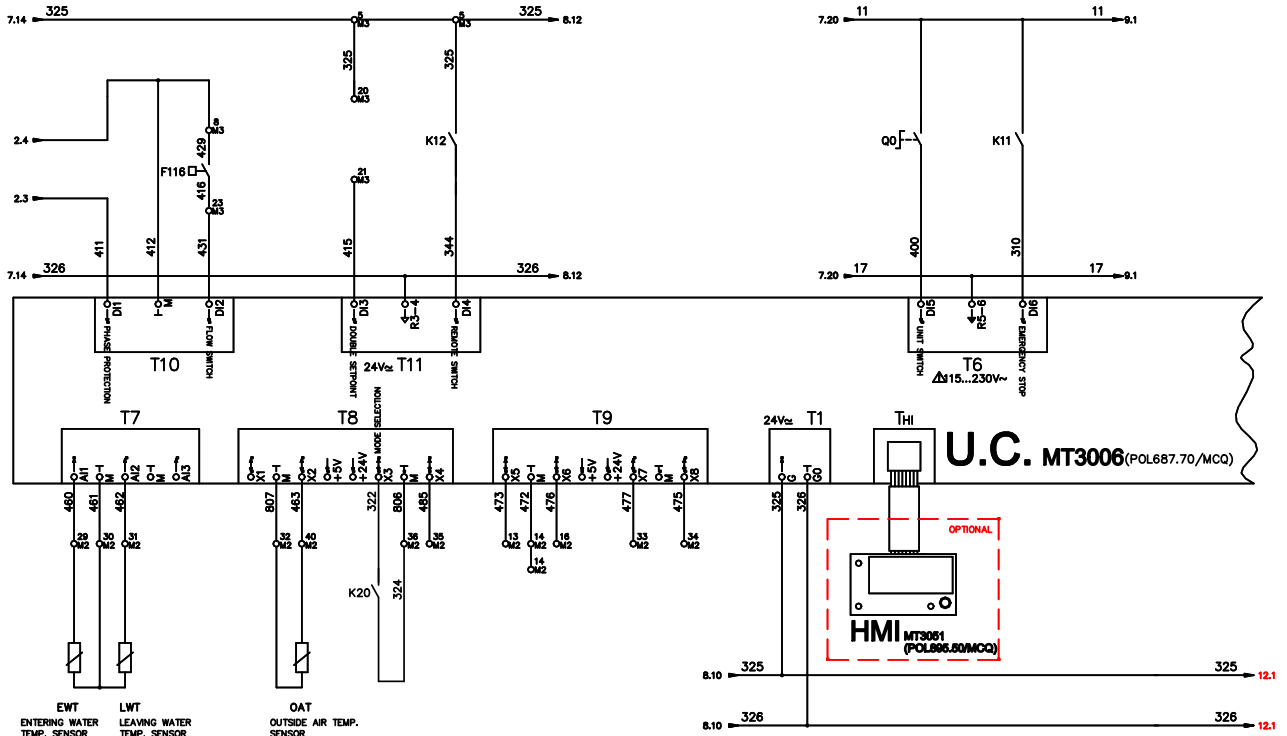 7.14 325 5 M3 5 M3 8.12
7.20 11 11 9.1
325 325
20 M3
8 M3
2.4
429
F116
416
K12
Q0
K11
21 M3
2.3
23 M3
411 412 431 415 344 400 310
7.14 326 326 8.12
7.20 17 17 9.1
DI1 M DI2 DI3 R3-4 DI4 DI5 R5-6 DI6
PHASE PROTECTION
FLOW SWITCH
DOUBLE SETPOINT
REMOTE SWITCH
UNIT SWITCH
EMERGENCY STOP
T10
24V≃ T11
T6
115...230V~
MODE SELECTION
T7 T8 T9 24V≃ T1 THI
U.C. MT3006 (POL687.70/MCQ)
AI1 M AI2 M AI3
X1 M X2 +5V +24V X3 M X4
X5 M X6 +5V +24V X7 M X8
G G0
460 461 462 807 463 322 806 485 473 472 476 477 475 325 326
29 M2 30 M2 31 M2 32 M2 40 36 M2 35 M2 13 M2 14 M2 16 M2 33 M2 34 M2
14 M2
OPTIONAL
K20
324
HMI MT3051
(POL895.50/MCQ)
8.10 325 325 12.1
EWT
ENTERING WATER
TEMP. SENSOR
LWT
LEAVING WATER
TEMP. SENSOR
OAT
OUTSIDE AIR TEMP.
SENSOR
8.10 326 326 12.1